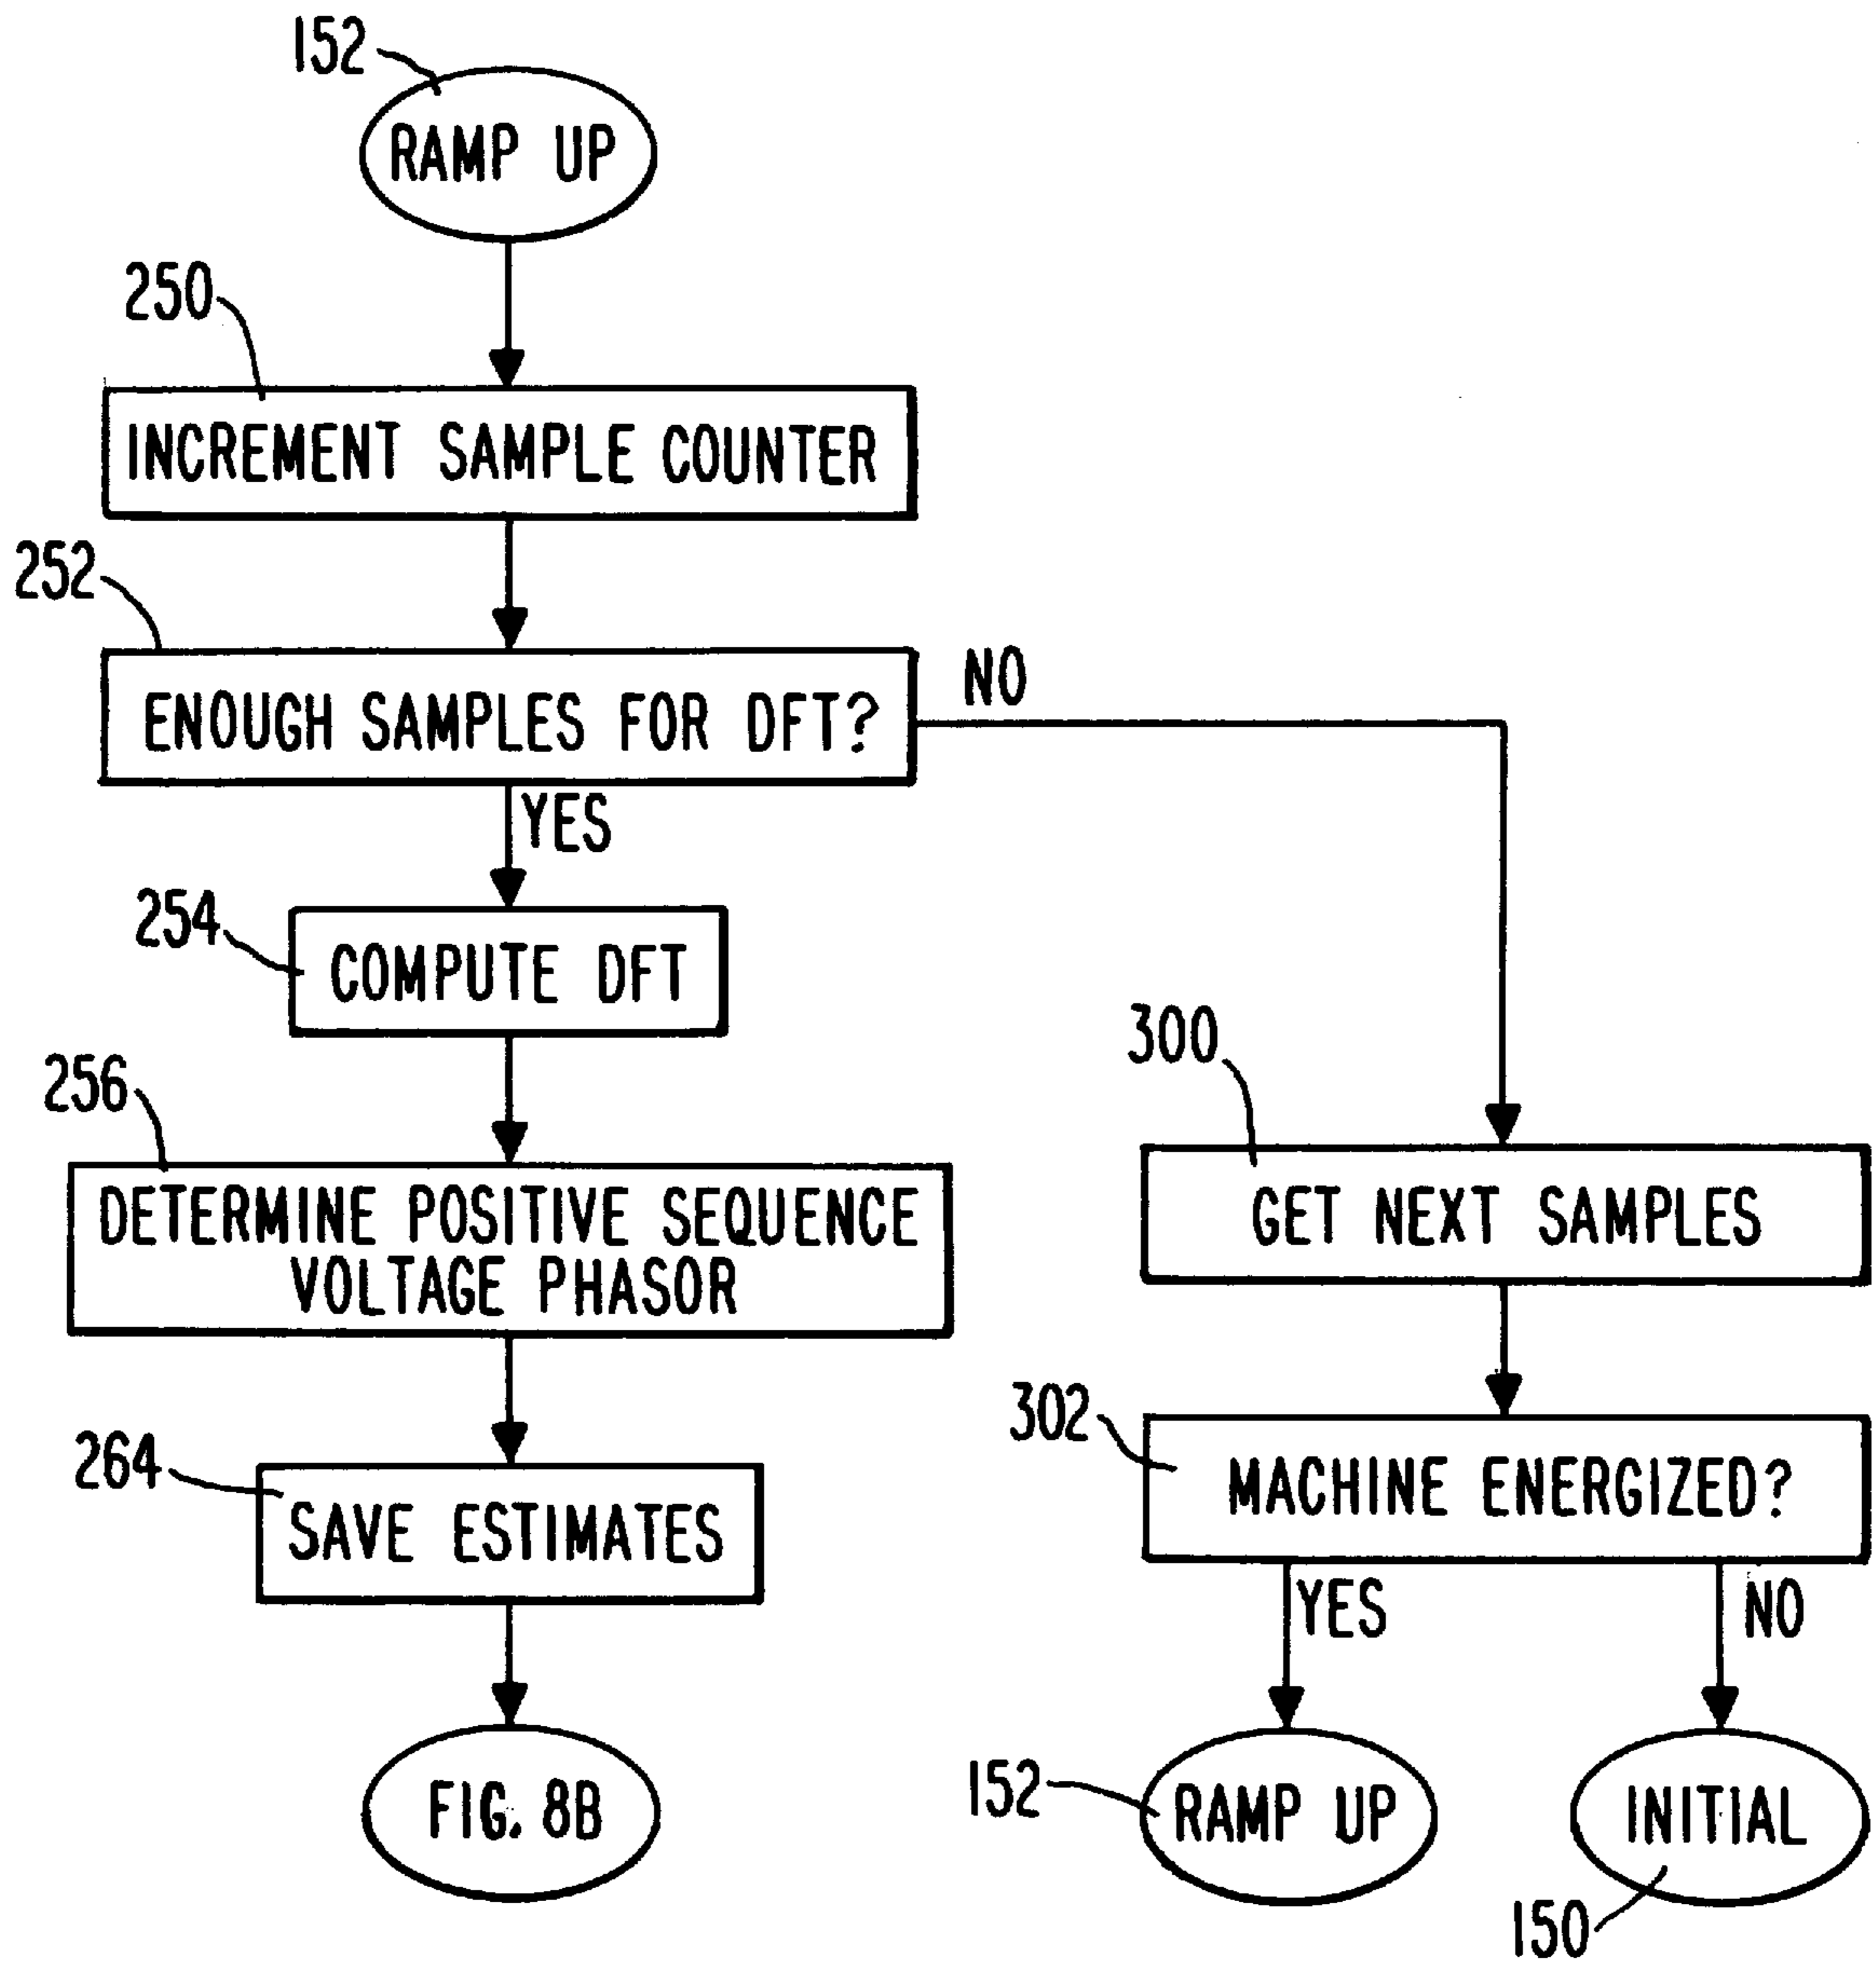 152
RAMP UP
250
INCREMENT SAMPLE COUNTER
252
ENOUGH SAMPLES FOR DFT?
NO
YES
254
COMPUTE DFT
256
DETERMINE POSITIVE SEQUENCE
VOLTAGE PHASOR
264
SAVE ESTIMATES
FIG. 8B
300
GET NEXT SAMPLES
302
MACHINE ENERGIZED?
YES
NO
152
RAMP UP
INITIAL
150